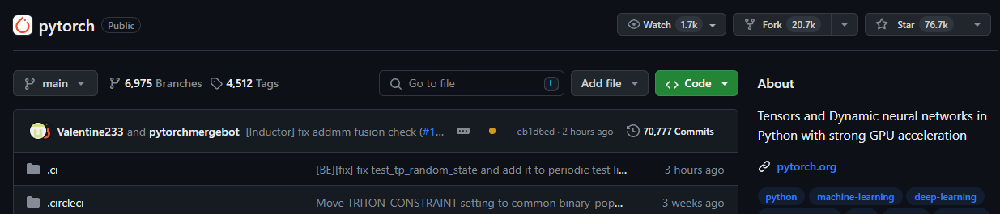 pytorch Public Watch 1.7k Fork 20.7k Star 76.7k
main 6,975 Branches 4,512 Tags Go to file t Add file Code
Valentine233 and pytorchmergebot [Inductor] fix addmm fusion check (#1... eb1d6ed · 2 hours ago 70,777 Commits
.ci [BE][fix] fix test_tp_random_state and add it to periodic test li... 3 hours ago
.circleci Move TRITON_CONSTRAINT setting to common binary_pop... 3 weeks ago
About
Tensors and Dynamic neural networks in
Python with strong GPU acceleration
pytorch.org
python machine-learning deep-learning